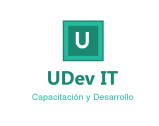 U
UDev IT
Capacitación y Desarrollo